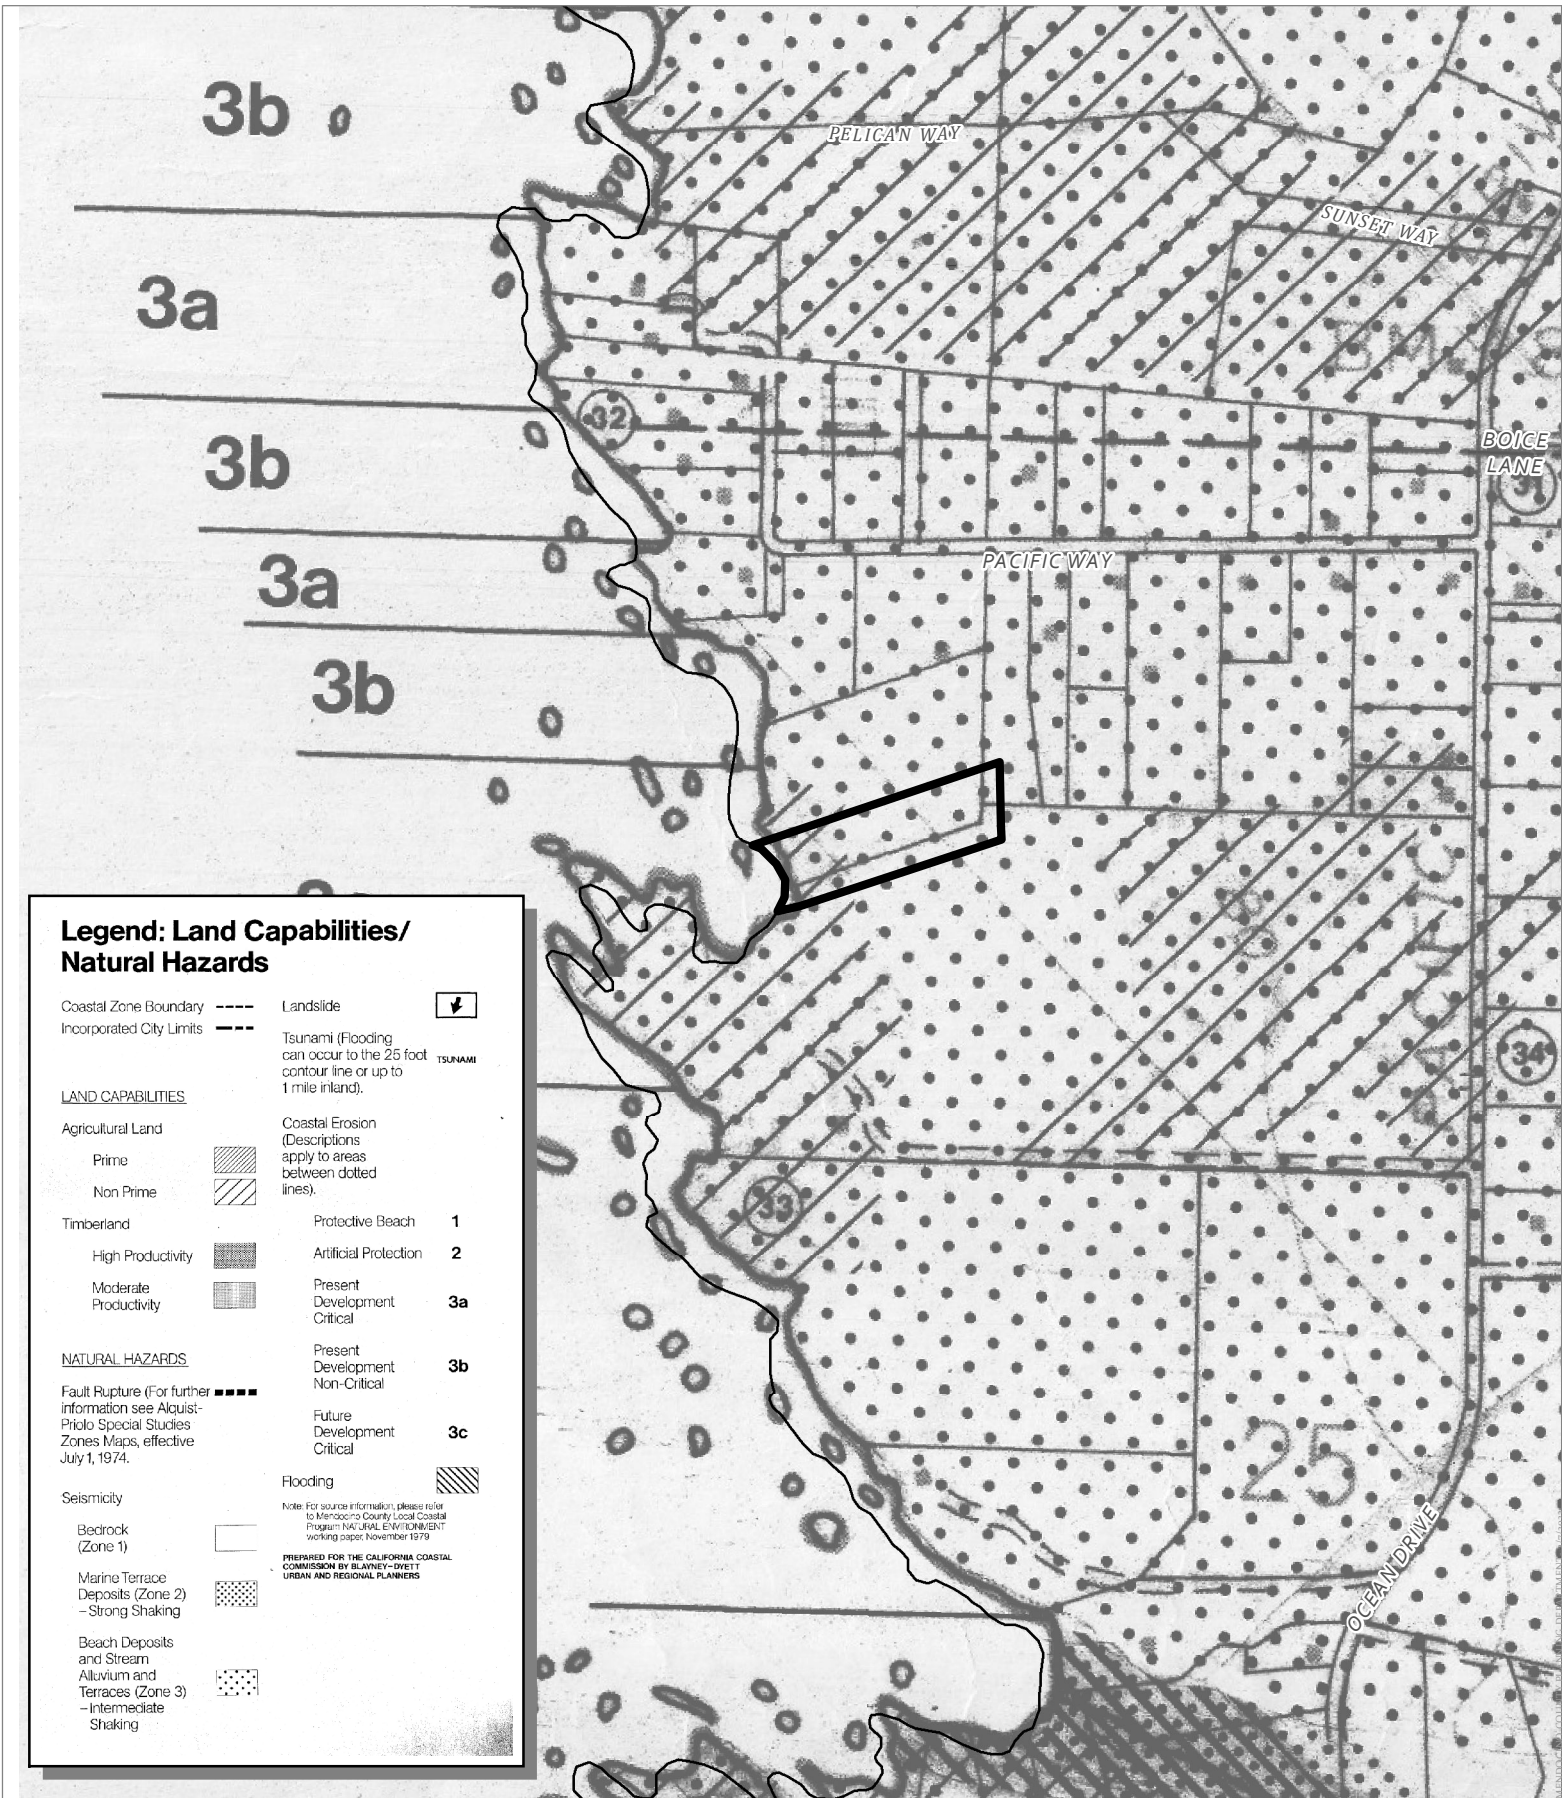 3b
PELICAN WAY
SUNSET WAY
3a
32
3b
BOICE
LANE
31
PACIFIC WAY
3a
3b
Legend: Land Capabilities/
Natural Hazards
Coastal Zone Boundary
Incorporated City Limits
LAND CAPABILITIES
Agricultural Land
Prime
Non Prime
Timberland
High Productivity
Moderate
Productivity
NATURAL HAZARDS
Fault Rupture (For further
information see Alquist-
Priolo Special Studies
Zones Maps, effective
July 1, 1974.
Seismicity
Bedrock
(Zone 1)
Marine Terrace
Deposits (Zone 2)
–Strong Shaking
Beach Deposits
and Stream
Alluvium and
Terraces (Zone 3)
–Intermediate
Shaking
Landslide
Tsunami (Flooding
can occur to the 25 foot
contour line or up to
1 mile inland).
TSUNAMI
Coastal Erosion
(Descriptions
apply to areas
between dotted
lines).
Protective Beach 1
Artificial Protection 2
Present
Development
Critical
3a
Present
Development
Non-Critical
3b
Future
Development
Critical
3c
Flooding
Note: For source information, please refer
to Mendocino County Local Coastal
Program NATURAL ENVIRONMENT
working paper, November 1979
PREPARED FOR THE CALIFORNIA COASTAL
COMMISSION BY BLAYNEY–DYETT
URBAN AND REGIONAL PLANNERS
34
33
25
OCEAN DRIVE